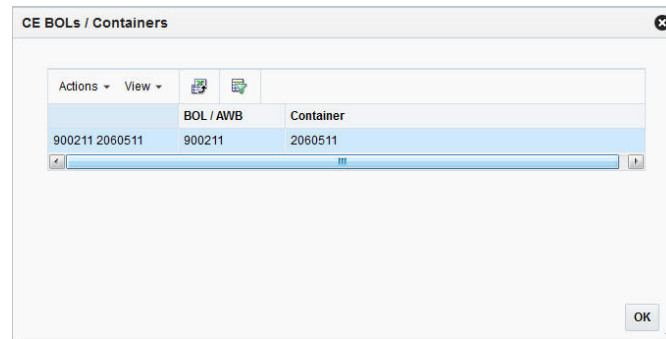 CE BOLs / Containers
Actions View
BOL / AWB Container
900211 2060511 900211 2060511
OK